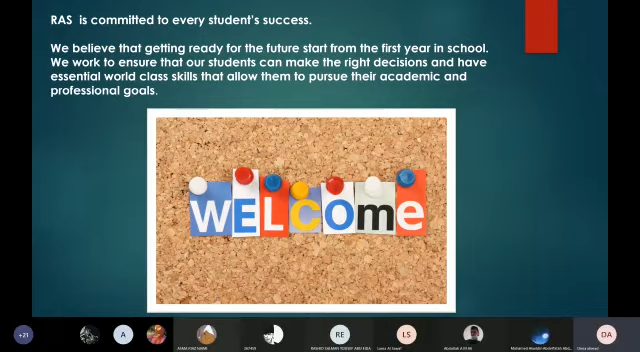 RAS is committed to every student's success.
We believe that getting ready for the future start from the first year in school.
We work to ensure that our students can make the right decisions and have
essential world class skills that allow them to pursue their academic and
professional goals.
WELCOme
+21
A
RE
LS
DA